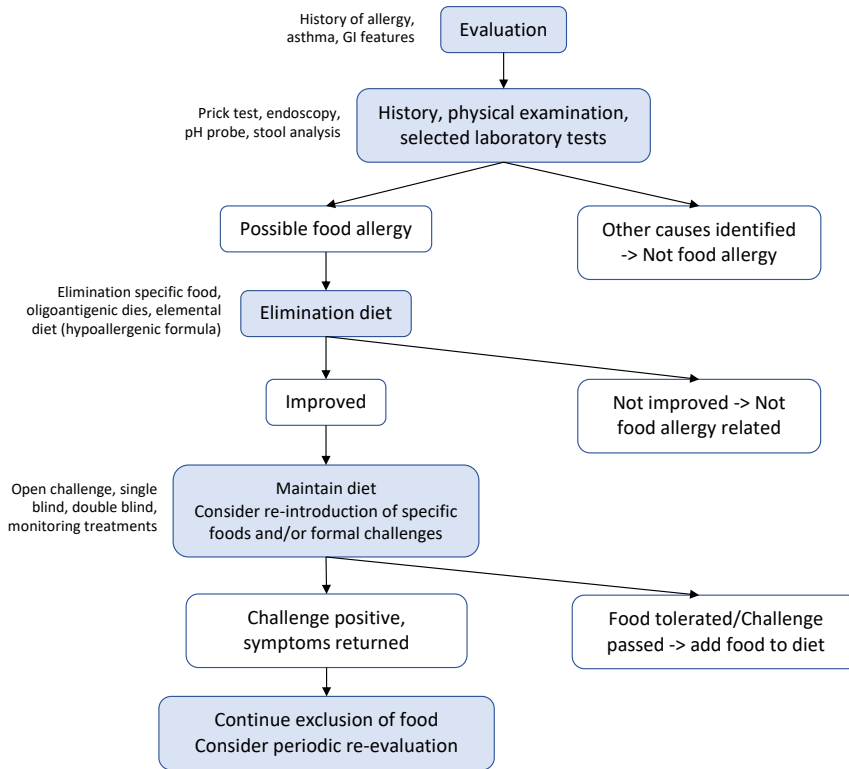 History of allergy,
asthma, GI features
Evaluation
Prick test, endoscopy,
pH probe, stool analysis
History, physical examination,
selected laboratory tests
Possible food allergy
Other causes identified
-> Not food allergy
Elimination specific food,
oligoantigenic dies, elemental
diet (hypoallergenic formula)
Elimination diet
Improved
Not improved -> Not
food allergy related
Open challenge, single
blind, double blind,
monitoring treatments
Maintain diet
Consider re-introduction of specific
foods and/or formal challenges
Challenge positive,
symptoms returned
Food tolerated/Challenge
passed -> add food to diet
Continue exclusion of food
Consider periodic re-evaluation